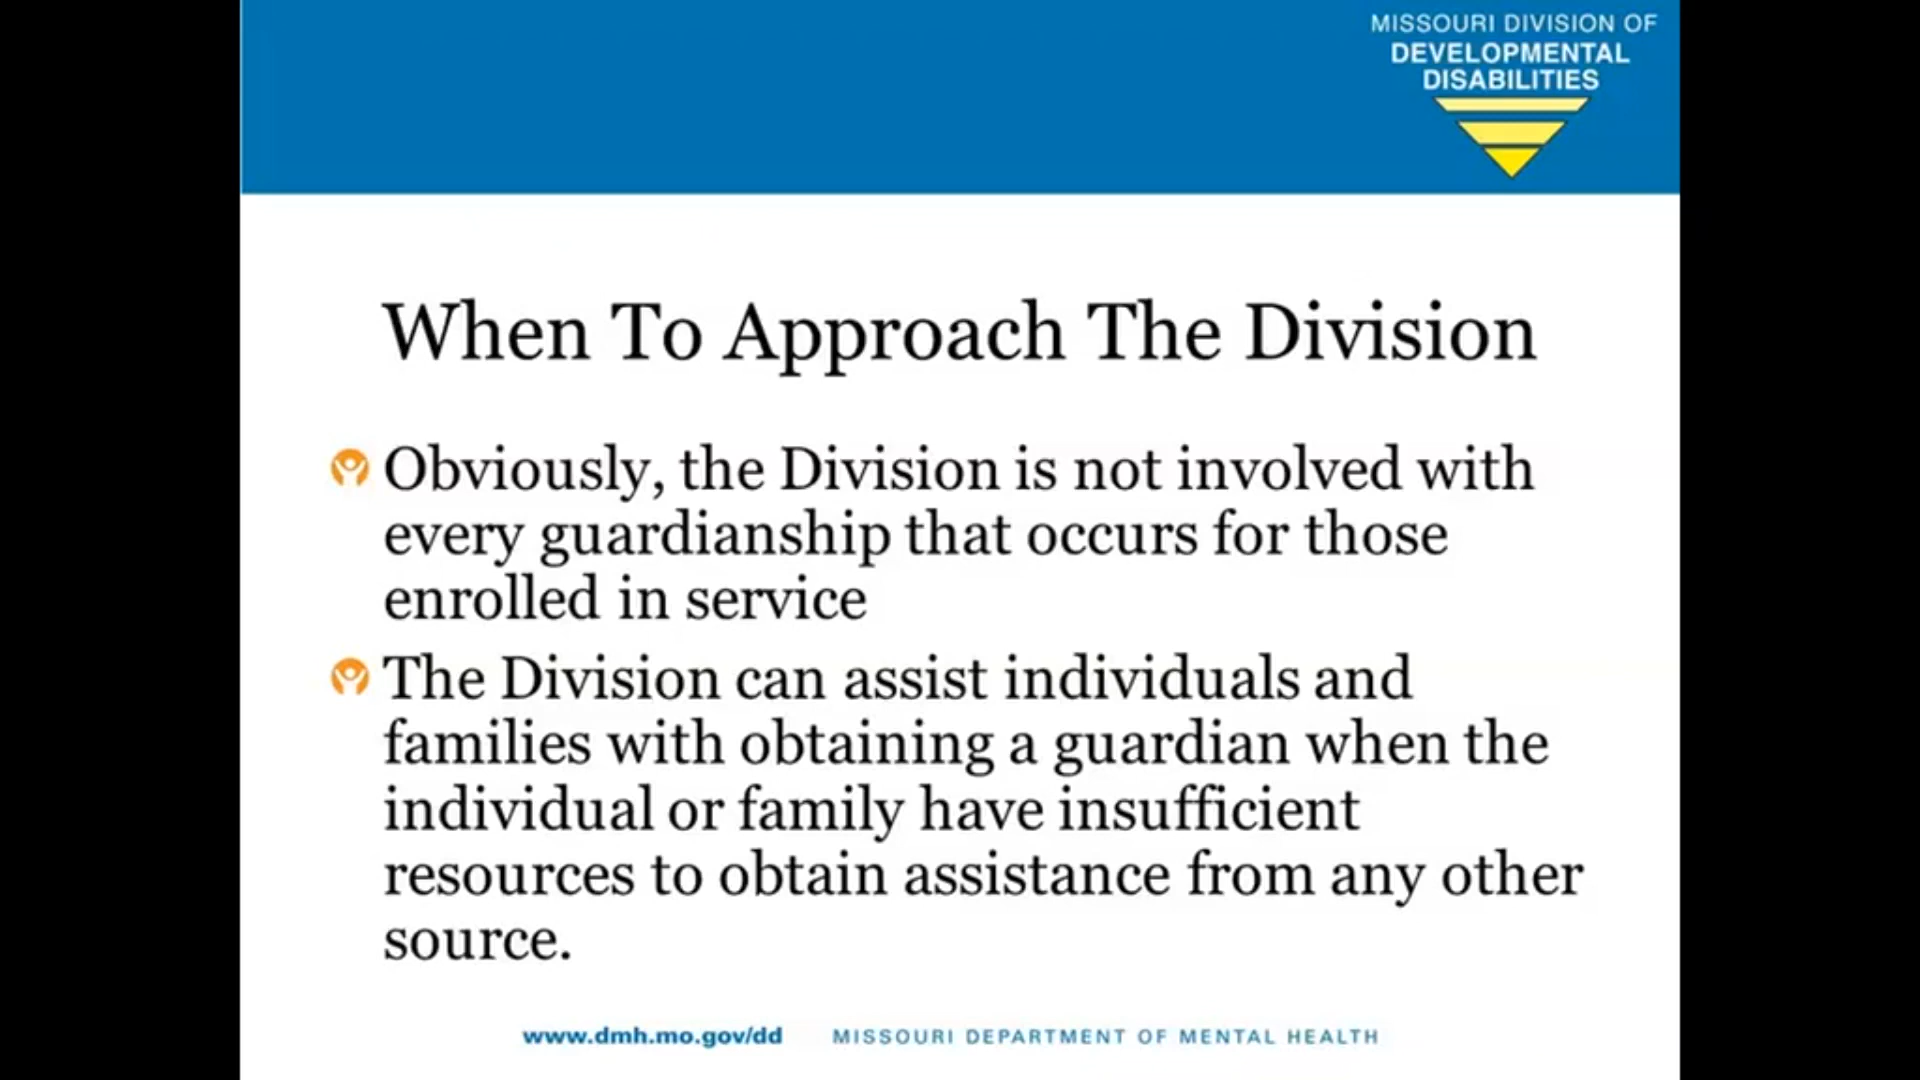 MISSOURI DIVISION OF
DEVELOPMENTAL
DISABILITIES
When To Approach The Division
Obviously, the Division is not involved with
every guardianship that occurs for those
enrolled in service
The Division can assist individuals and
families with obtaining a guardian when the
individual or family have insufficient
resources to obtain assistance from any other
source.
www.dmh.mo.gov/dd MISSOURI DEPARTMENT OF MENTAL HEALTH